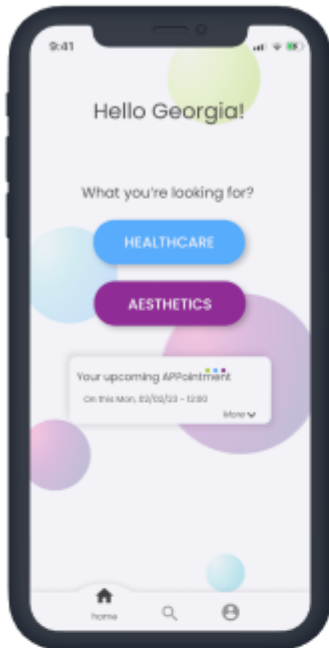 9:41
Hello Georgia!
What you're looking for?
HEALTHCARE
AESTHETICS
Your upcoming APPointment
On this Mon, 02/02/23 - 12:00
More
home